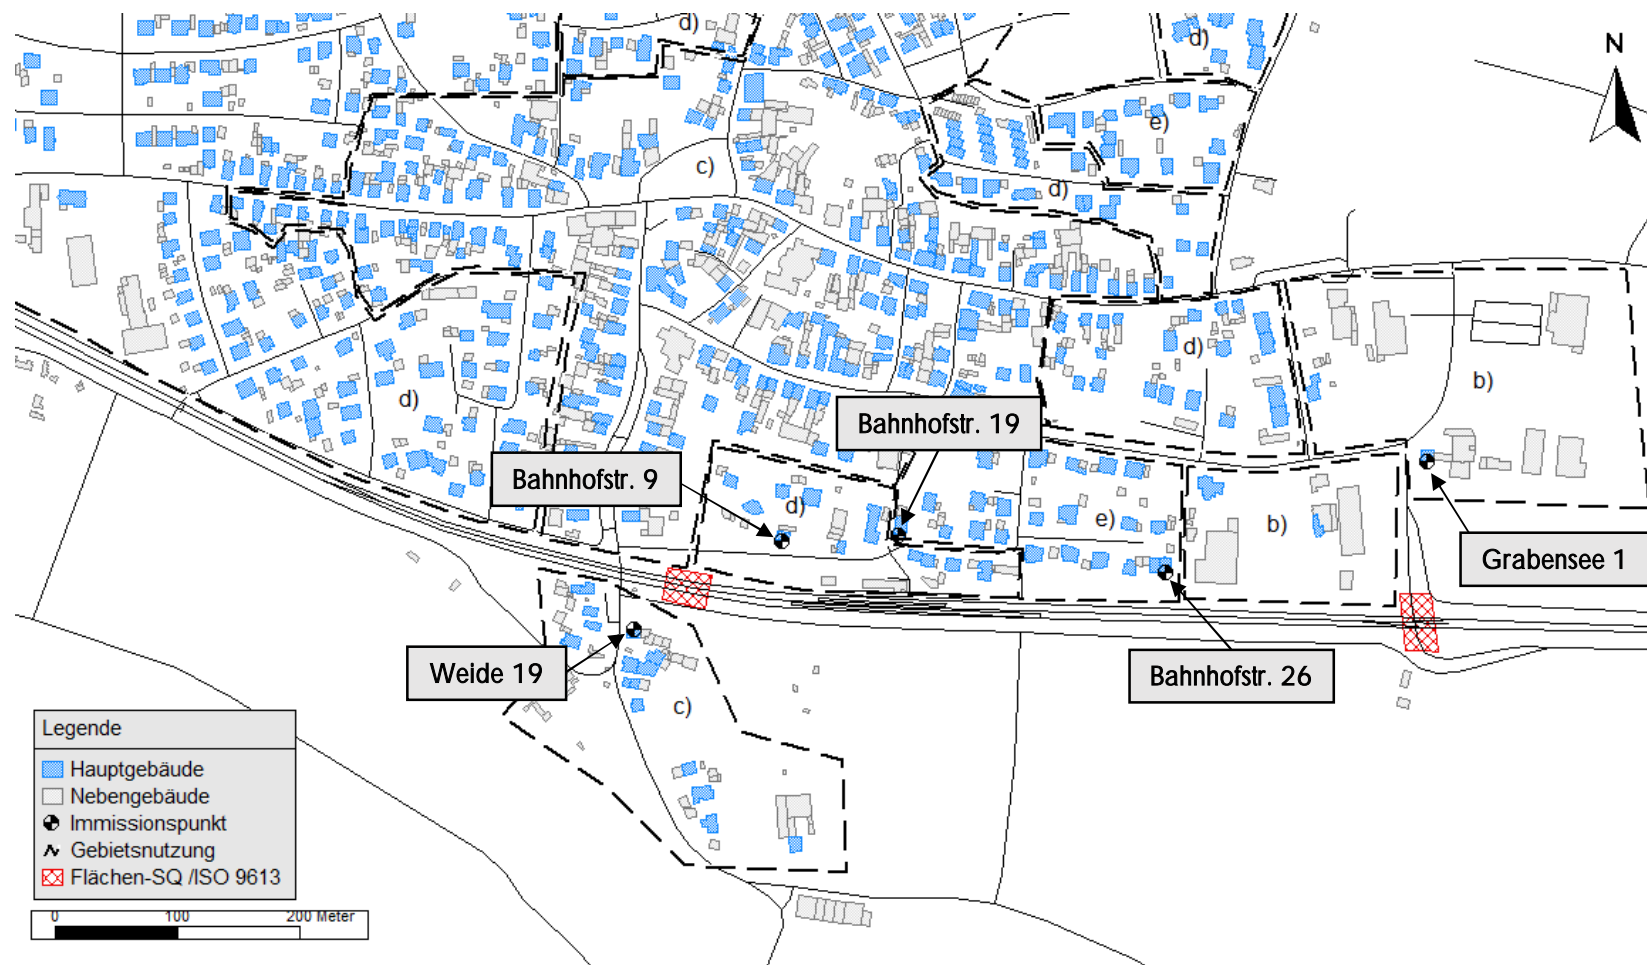 d)
d)
N
e)
c)
d)
d)
b)
d)
Bahnhofstr. 19
Bahnhofstr. 9
d)
e)
b)
Grabensee 1
Weide 19
Bahnhofstr. 26
c)
Legende
Hauptgebäude
Nebengebäude
Immissionspunkt
Gebietsnutzung
Flächen-SQ /ISO 9613
0 100 200 Meter